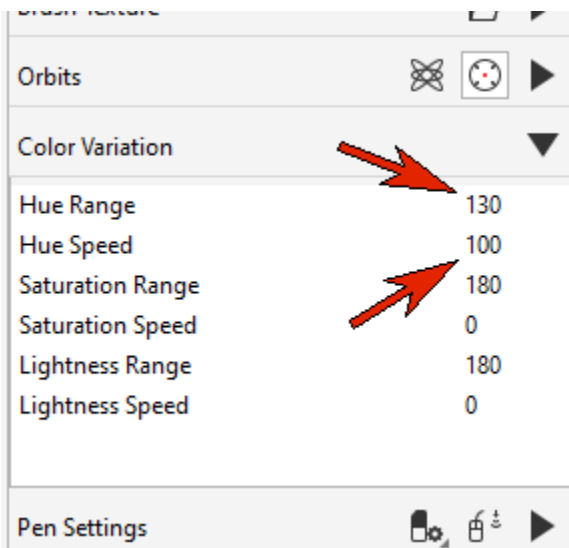 Orbits
Color Variation
Hue Range 130
Hue Speed 100
Saturation Range 180
Saturation Speed 0
Lightness Range 180
Lightness Speed 0
Pen Settings